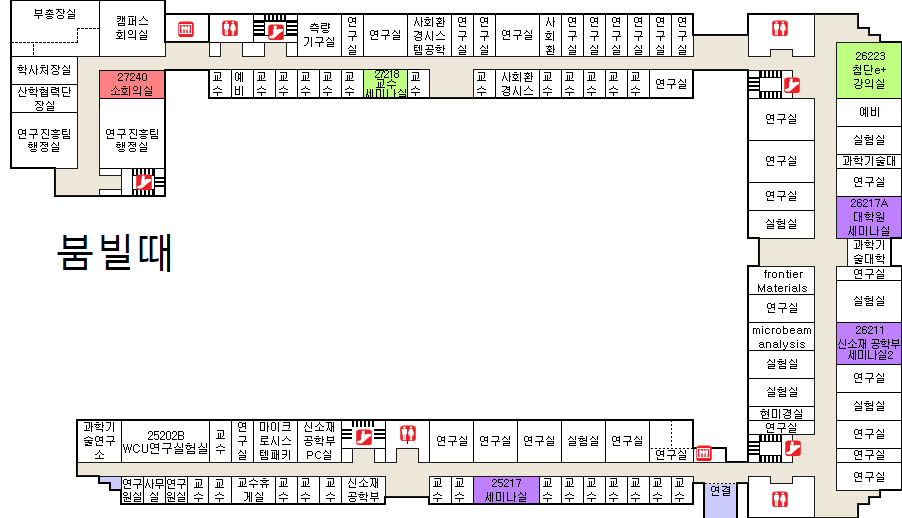 부총장실
캠퍼스
회의실
측량
기구실
연
구
실
연구실
사회환
경시스
템공학
연
구
실
연
구
실
연구실
사
회
환
연
구
실
연
구
실
연
구
실
연
구
실
연
구
실
연
구
실
학사처장실
산학협력단
장실
연구진흥팀
행정실
27240
소회의실
연구진흥팀
행정실
교
수
예
비
교
수
교
수
교
수
교
수
교
수
27218
교수
세미나실
교
수
교
수
사회환
경시스
교
수
교
수
교
수
교
수
교
수
연구실
26223
첨단e+
강의실
예비
실험실
과학기술대
연구실
26217A
대학원
세미나실
과학기
술대학
연구실
실험실
26211
신소재 공학부
세미나실2
연구실
실험실
연구실
연구실
연구실
연구실
연구실
연구실
실험실
frontier
Materials
연구실
microbeam
analysis
실험실
실험실
현미경실
연구실
붐빌때
과학기
술연구
소
25202B
WCU연구실험실
교
수
연
구
실
마이크
로시스
템패키
신소재
공학부
PC실
연구실
연구실
연구실
실험실
연구실
연구실
연구
원실
사무
실
연구
원실
교
수
교
수
교수휴
게실
교
수
교
수
교
수
신소재
공학부
교
수
교
수
25217
세미나실
교
수
교
수
교
수
교
수
교
수
교
수
교
수
연결